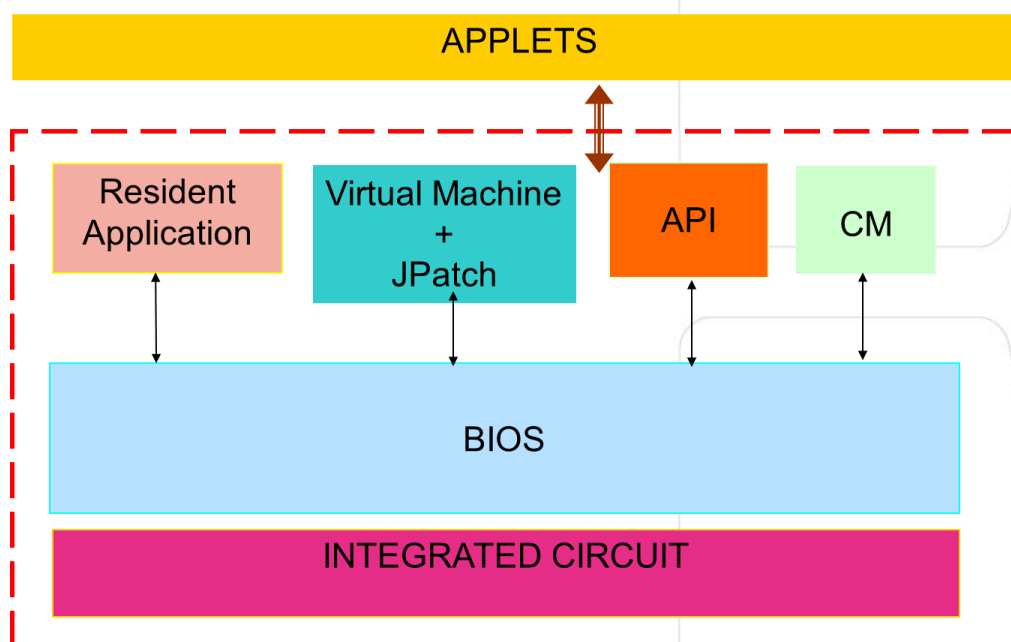 APPLETS
Resident
Application
Virtual Machine
+
JPatch
API
CM
BIOS
INTEGRATED CIRCUIT